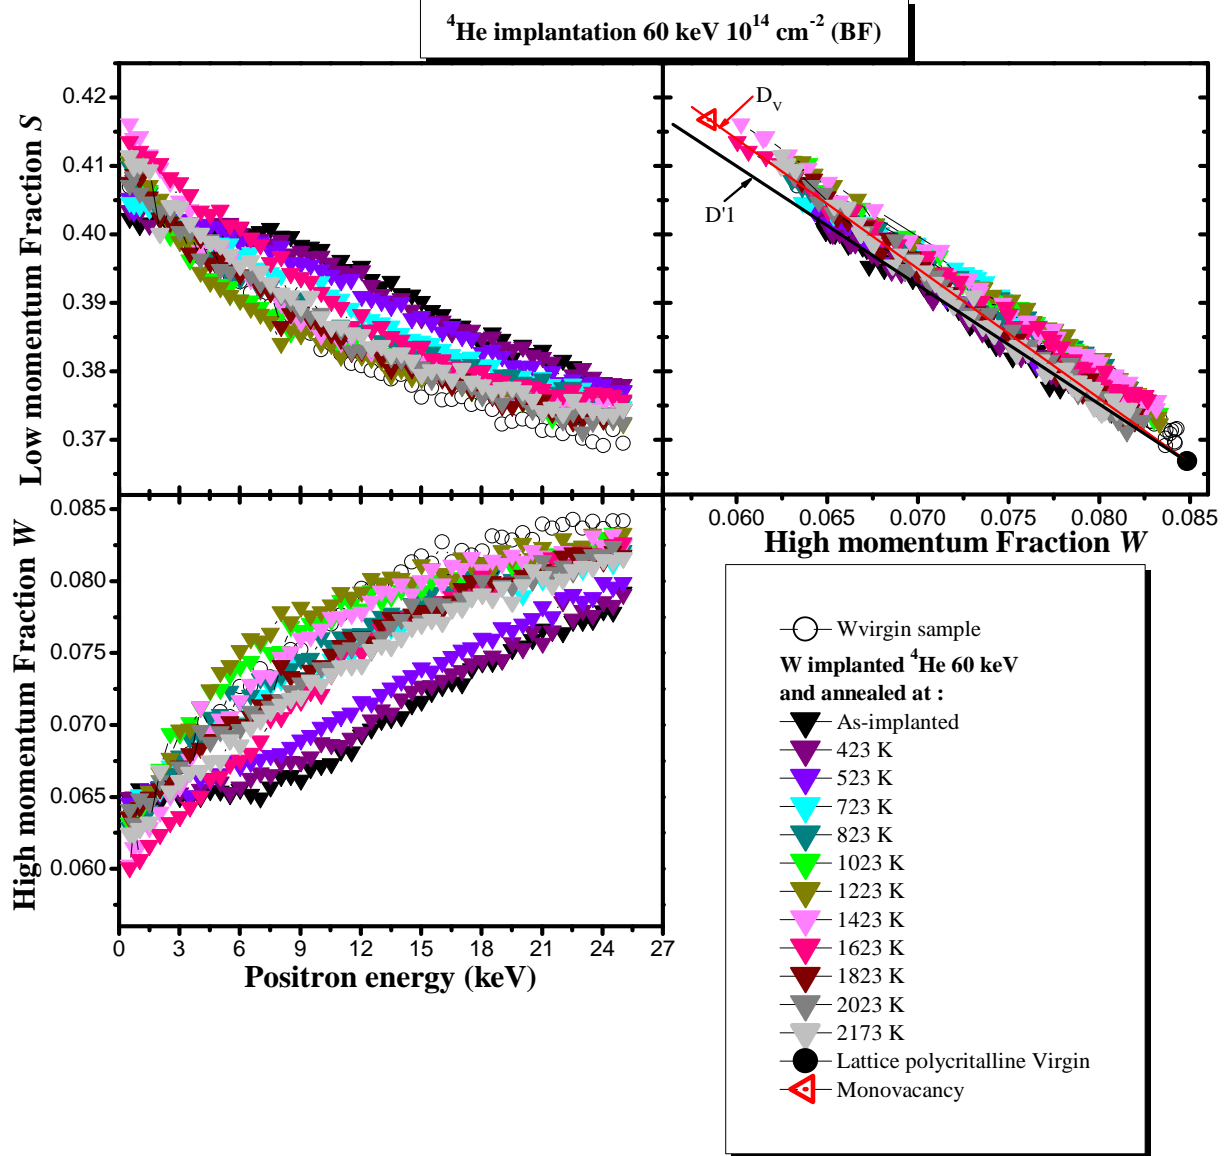 ⁴He implantation 60 keV 10¹⁴ cm⁻² (BF)
Low momentum Fraction S
0.42
0.41
0.40
0.39
0.38
0.37
D_V
D'1
0.060 0.065 0.070 0.075 0.080 0.085
High momentum Fraction W
High momentum Fraction W
0.085
0.080
0.075
0.070
0.065
0.060
0 3 6 9 12 15 18 21 24 27
Positron energy (keV)
Wvirgin sample
W implanted ⁴He 60 keV
and annealed at :
As-implanted
423 K
523 K
723 K
823 K
1023 K
1223 K
1423 K
1623 K
1823 K
2023 K
2173 K
Lattice polycritalline Virgin
Monovacancy